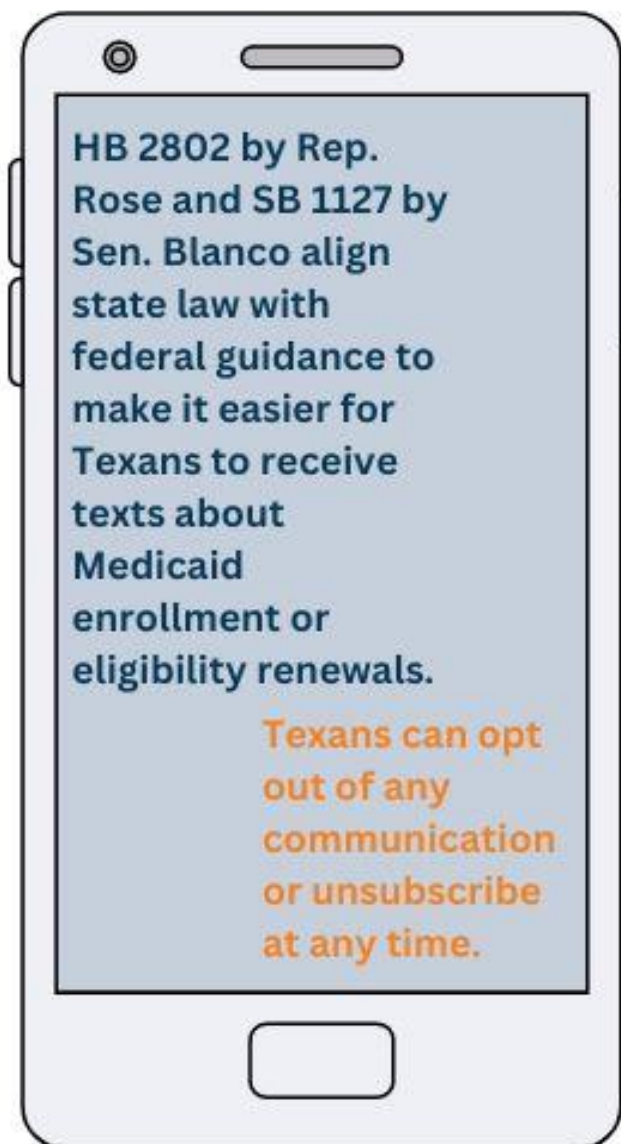 HB 2802 by Rep.
Rose and SB 1127 by
Sen. Blanco align
state law with
federal guidance to
make it easier for
Texans to receive
texts about
Medicaid
enrollment or
eligibility renewals.
Texans can opt
out of any
communication
or unsubscribe
at any time.